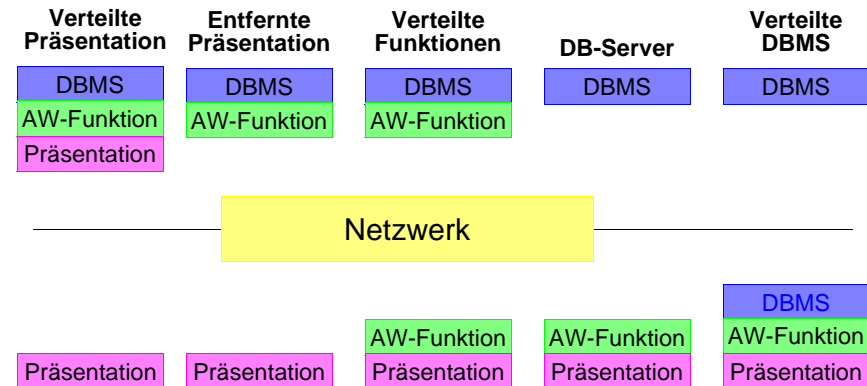 Verteilte
Präsentation
Entfernte
Präsentation
Verteilte
Funktionen
DB-Server
Verteilte
DBMS
DBMS
DBMS
DBMS
DBMS
DBMS
AW-Funktion
AW-Funktion
AW-Funktion
Präsentation
Netzwerk
DBMS
AW-Funktion
AW-Funktion
AW-Funktion
Präsentation
Präsentation
Präsentation
Präsentation
Präsentation